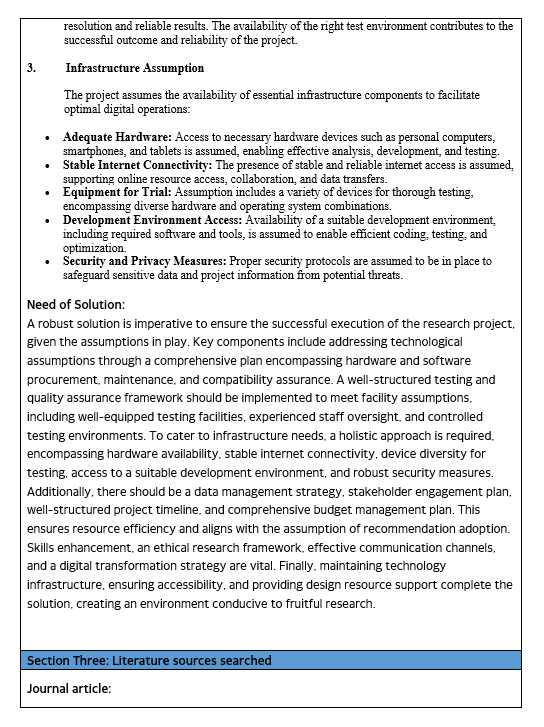 resolution and reliable results. The availability of the right test environment contributes to the
successful outcome and reliability of the project.
3. Infrastructure Assumption
The project assumes the availability of essential infrastructure components to facilitate
optimal digital operations:
• Adequate Hardware: Access to necessary hardware devices such as personal computers,
smartphones, and tablets is assumed, enabling effective analysis, development, and testing.
• Stable Internet Connectivity: The presence of stable and reliable internet access is assumed,
supporting online resource access, collaboration, and data transfers.
• Equipment for Trial: Assumption includes a variety of devices for thorough testing,
encompassing diverse hardware and operating system combinations.
• Development Environment Access: Availability of a suitable development environment,
including required software and tools, is assumed to enable efficient coding, testing, and
optimization.
• Security and Privacy Measures: Proper security protocols are assumed to be in place to
safeguard sensitive data and project information from potential threats.
Need of Solution:
A robust solution is imperative to ensure the successful execution of the research project,
given the assumptions in play. Key components include addressing technological
assumptions through a comprehensive plan encompassing hardware and software
procurement, maintenance, and compatibility assurance. A well-structured testing and
quality assurance framework should be implemented to meet facility assumptions,
including well-equipped testing facilities, experienced staff oversight, and controlled
testing environments. To cater to infrastructure needs, a holistic approach is required,
encompassing hardware availability, stable internet connectivity, device diversity for
testing, access to a suitable development environment, and robust security measures.
Additionally, there should be a data management strategy, stakeholder engagement plan,
well-structured project timeline, and comprehensive budget management plan. This
ensures resource efficiency and aligns with the assumption of recommendation adoption.
Skills enhancement, an ethical research framework, effective communication channels,
and a digital transformation strategy are vital. Finally, maintaining technology
infrastructure, ensuring accessibility, and providing design resource support complete the
solution, creating an environment conducive to fruitful research.
Section Three: Literature sources searched
Journal article: